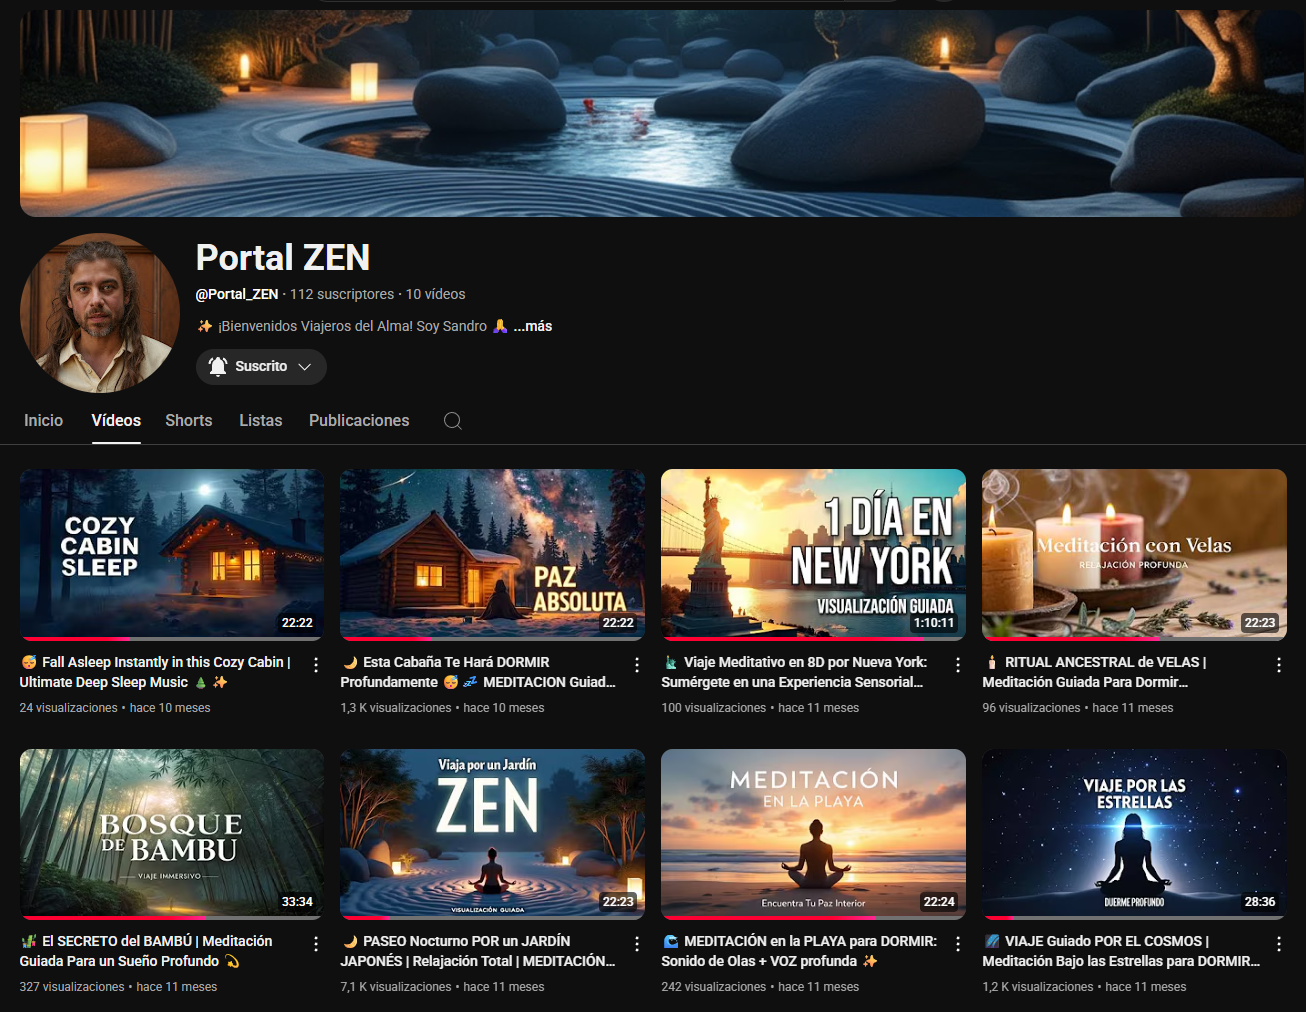 Portal ZEN
@Portal_ZEN · 112 suscriptores · 10 vídeos
✨ ¡Bienvenidos Viajeros del Alma! Soy Sandro 🙏 ...más
Suscrito
Inicio Vídeos Shorts Listas Publicaciones
COZY
CABIN
SLEEP
22:22
😴 Fall Asleep Instantly in this Cozy Cabin |
Ultimate Deep Sleep Music 🎄 ✨
24 visualizaciones • hace 10 meses
PAZ
ABSOLUTA
22:22
🌙 Esta Cabaña Te Hará DORMIR
Profundamente 😴 💤 MEDITACION Guiad...
1,3 K visualizaciones • hace 10 meses
1 DÍA EN
NEW YORK
VISUALIZACIÓN GUIADA
1:10:11
🗽 Viaje Meditativo en 8D por Nueva York:
Sumérgete en una Experiencia Sensorial...
100 visualizaciones • hace 11 meses
Meditación con Velas
RELAJACIÓN PROFUNDA
22:23
🕯️ RITUAL ANCESTRAL de VELAS |
Meditación Guiada Para Dormir...
96 visualizaciones • hace 11 meses
BOSQUE
DE BAMBU
VIAJE IMMERSIVO
33:34
🎋 El SECRETO del BAMBÚ | Meditación
Guiada Para un Sueño Profundo 💫
327 visualizaciones • hace 11 meses
Viaja por un Jardín
ZEN
VISUALIZACIÓN GUIADA
22:23
🌙 PASEO Nocturno POR un JARDÍN
JAPONÉS | Relajación Total | MEDITACIÓN...
7,1 K visualizaciones • hace 11 meses
MEDITACIÓN
EN LA PLAYA
Encuentra Tu Paz Interior
22:24
🌊 MEDITACIÓN en la PLAYA para DORMIR:
Sonido de Olas + VOZ profunda ✨
242 visualizaciones • hace 11 meses
VIAJE POR LAS
ESTRELLAS
DUERME PROFUNDO
28:36
🌌 VIAJE Guiado POR EL COSMOS |
Meditación Bajo las Estrellas para DORMIR...
1,2 K visualizaciones • hace 11 meses